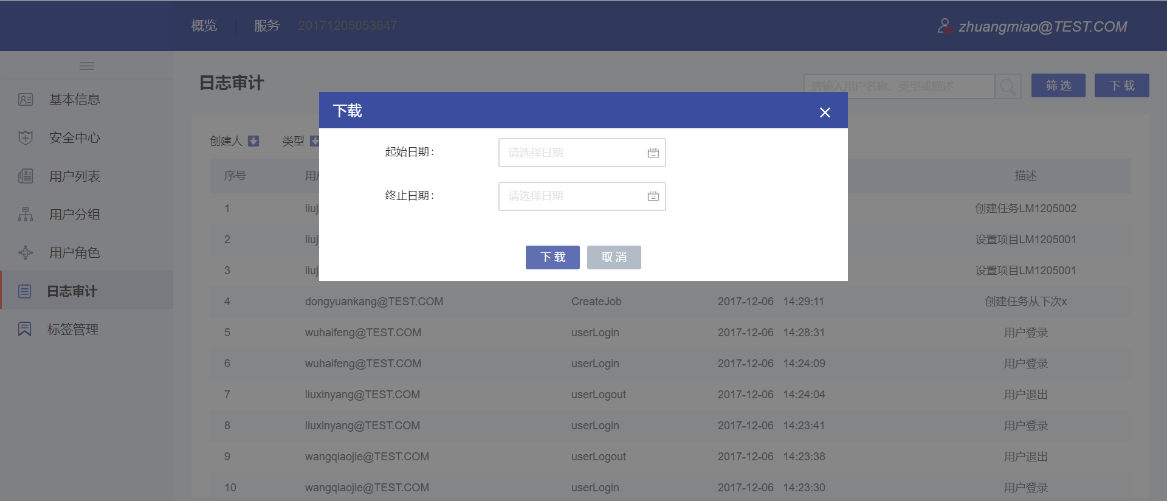 概览 服务 20171205053847 zhuangmiao@TEST.COM
基本信息
安全中心
用户列表
用户分组
用户角色
日志审计
标签管理
日志审计
请输入用户名称、类型或描述 筛选 下载
创建人 类型
下载
起始日期: 请选择日期
终止日期: 请选择日期
下载 取消
序号 用 描述
1 liuj 创建任务LM1205002
2 liuj 设置项目LM1205001
3 liuj 设置项目LM1205001
4 dongyuankang@TEST.COM CreateJob 2017-12-06 14:29:11 创建任务从下次x
5 wuhaifeng@TEST.COM userLogin 2017-12-06 14:28:31 用户登录
6 wuhaifeng@TEST.COM userLogin 2017-12-06 14:24:09 用户登录
7 liuxinyang@TEST.COM userLogout 2017-12-06 14:24:04 用户退出
8 liuxinyang@TEST.COM userLogin 2017-12-06 14:23:41 用户登录
9 wangqiaojie@TEST.COM userLogout 2017-12-06 14:23:38 用户退出
10 wangqiaojie@TEST.COM userLogin 2017-12-06 14:23:30 用户登录